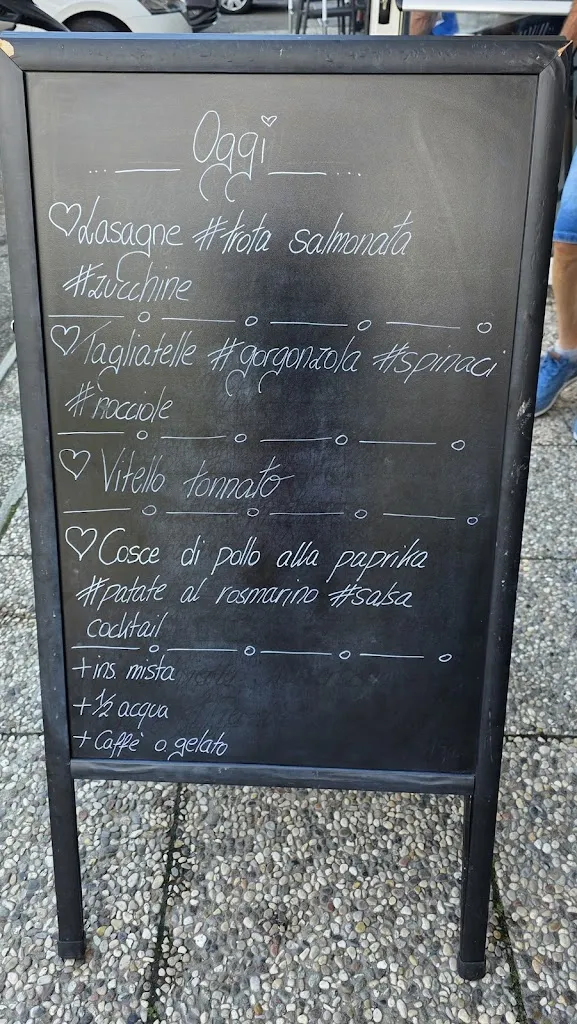 Oggi
Lasagne #trota salmonata
#zucchine
Tagliatelle #gorgonzola #spinaci
#nocciole
Vitello tonnato
Cosce di pollo alla paprika
#patate al rosmarino #salsa
cocktail
+ins. mista
+½ acqua
+Caffè o gelato